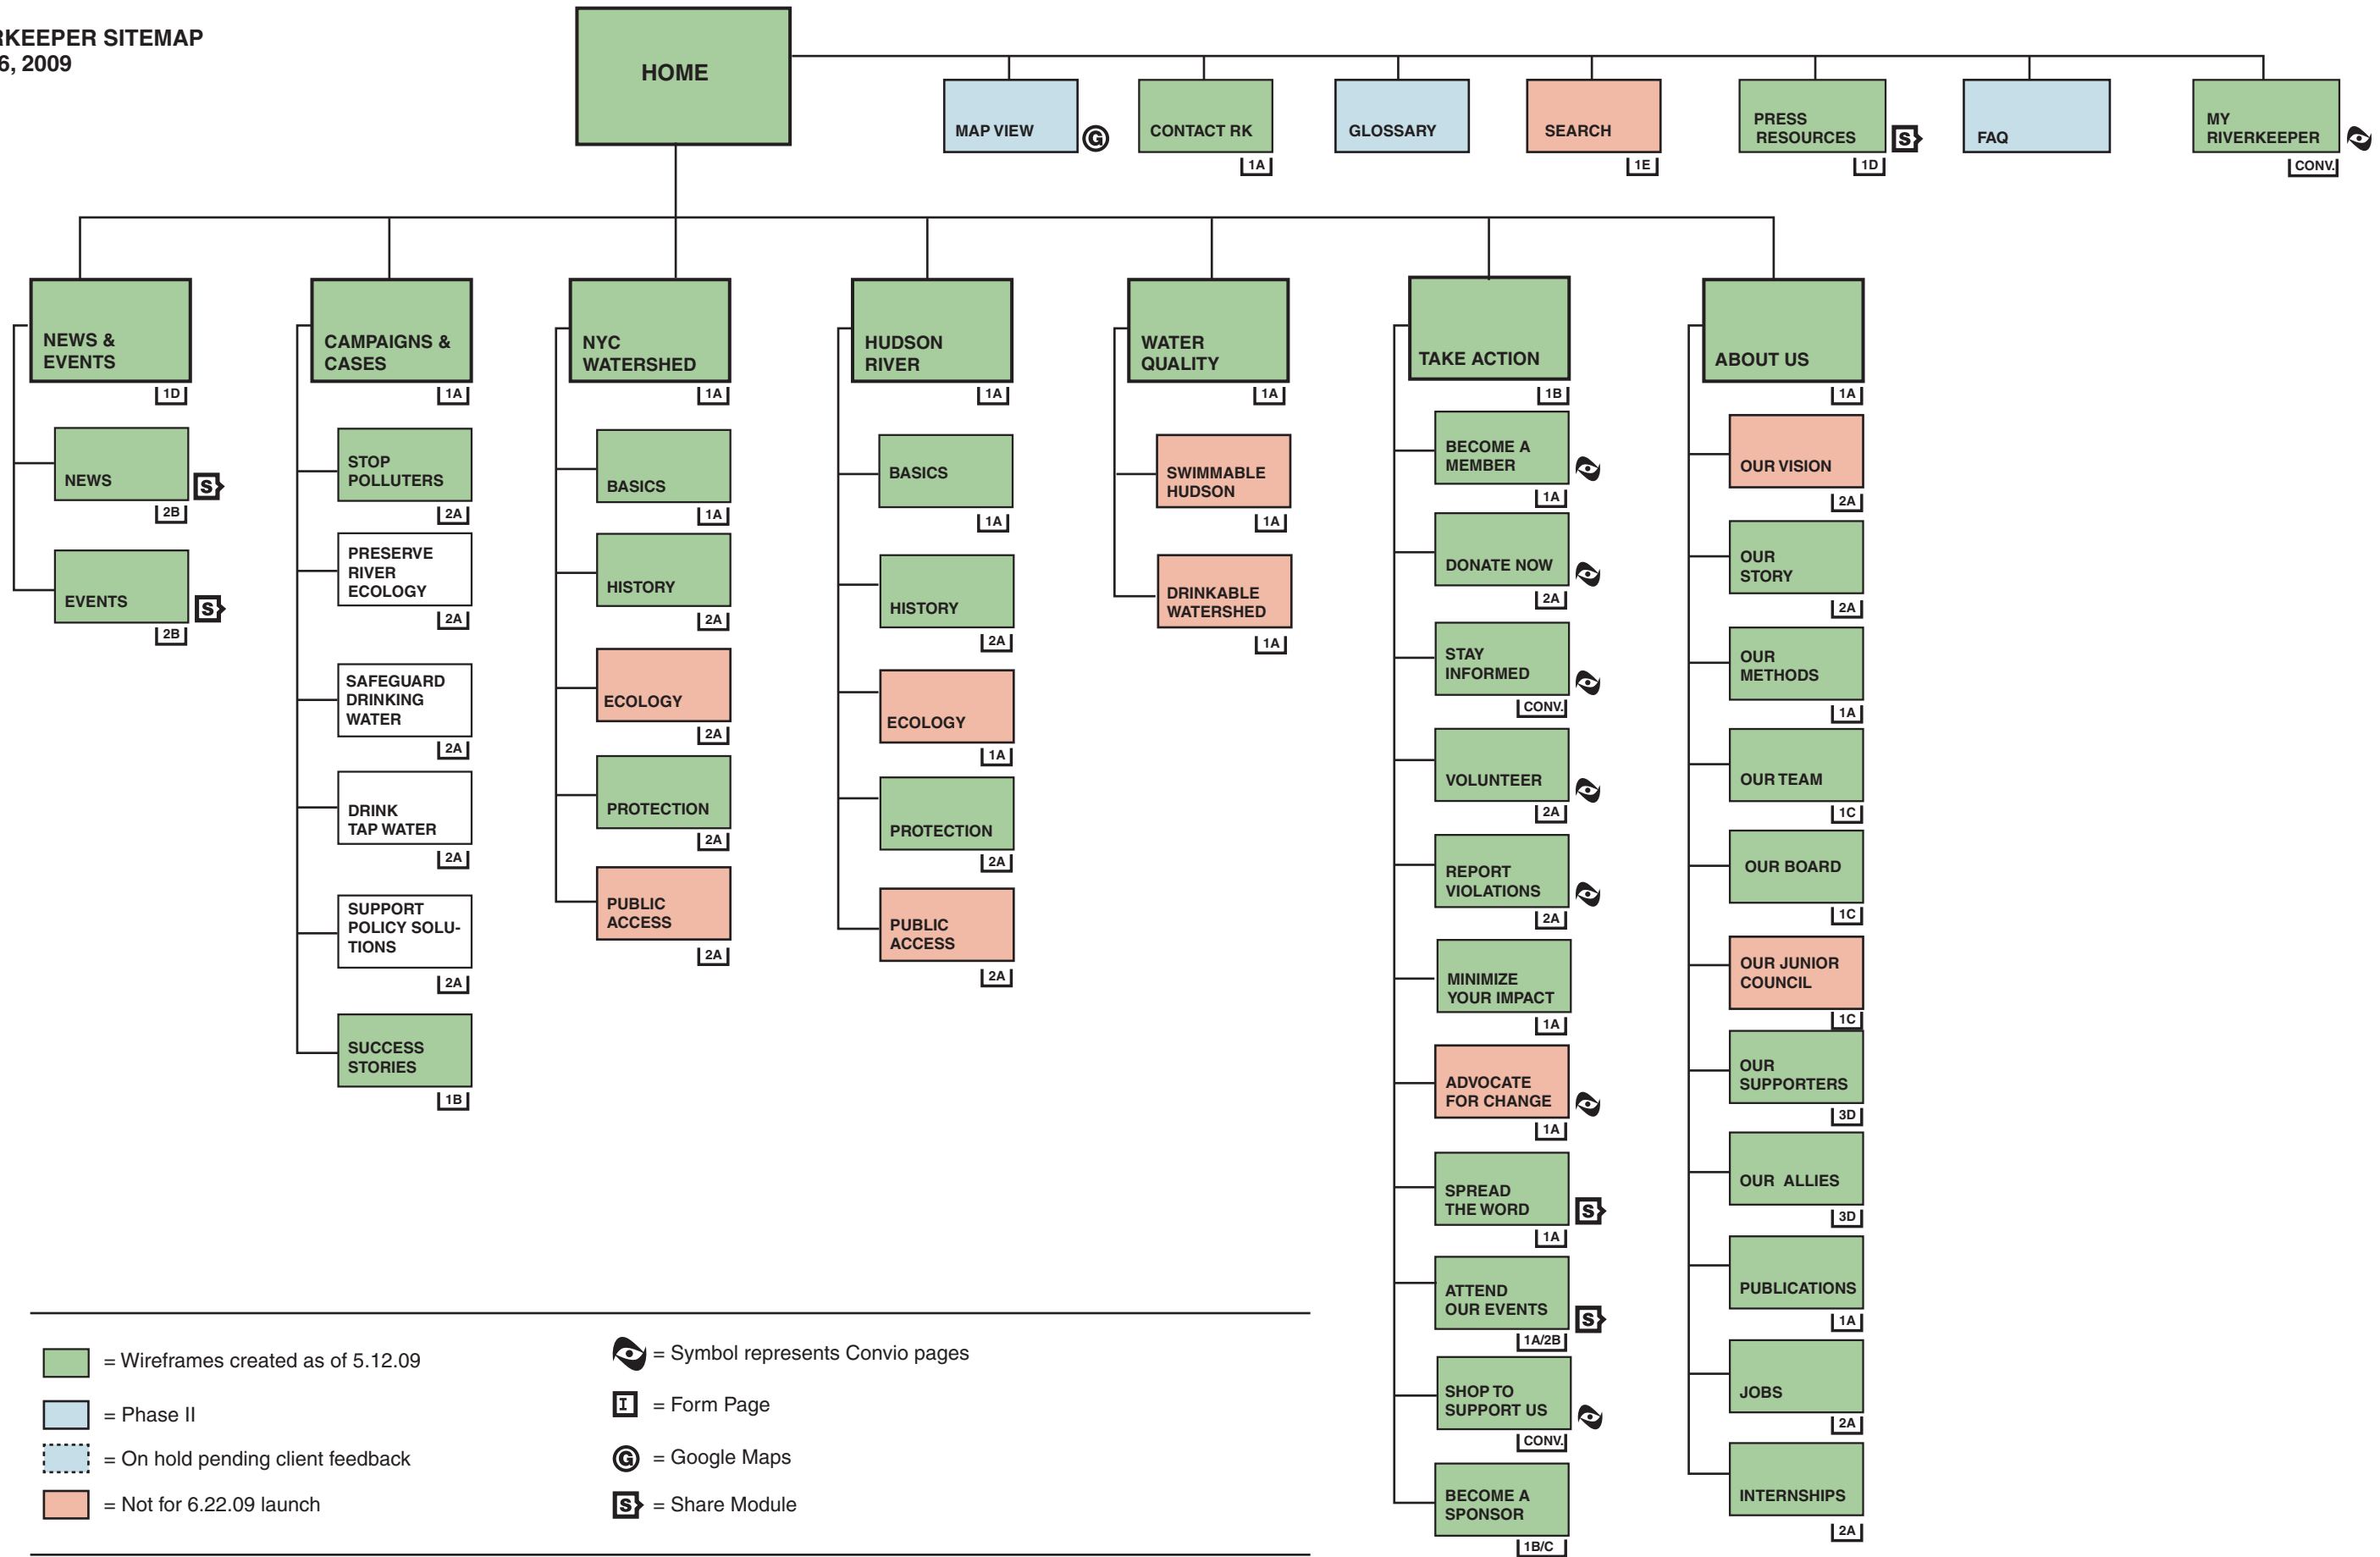 RKEEPER SITEMAP
6, 2009
HOME
MAP VIEW
G
CONTACT RK
1A
GLOSSARY
SEARCH
1E
PRESS
RESOURCES
S
1D
FAQ
MY
RIVERKEEPER
CONV.
NEWS &
EVENTS
1D
NEWS
S
2B
EVENTS
S
2B
CAMPAIGNS &
CASES
1A
STOP
POLLUTERS
2A
PRESERVE
RIVER
ECOLOGY
2A
SAFEGUARD
DRINKING
WATER
2A
DRINK
TAP WATER
2A
SUPPORT
POLICY SOLU-
TIONS
2A
SUCCESS
STORIES
1B
NYC
WATERSHED
1A
BASICS
1A
HISTORY
2A
ECOLOGY
2A
PROTECTION
2A
PUBLIC
ACCESS
2A
HUDSON
RIVER
1A
BASICS
1A
HISTORY
2A
ECOLOGY
1A
PROTECTION
2A
PUBLIC
ACCESS
2A
WATER
QUALITY
1A
SWIMMABLE
HUDSON
1A
DRINKABLE
WATERSHED
1A
TAKE ACTION
1B
BECOME A
MEMBER
1A
DONATE NOW
2A
STAY
INFORMED
CONV.
VOLUNTEER
2A
REPORT
VIOLATIONS
2A
MINIMIZE
YOUR IMPACT
1A
ADVOCATE
FOR CHANGE
1A
SPREAD
THE WORD
S
1A
ATTEND
OUR EVENTS
S
1A/2B
SHOP TO
SUPPORT US
CONV.
BECOME A
SPONSOR
1B/C
ABOUT US
1A
OUR VISION
2A
OUR
STORY
2A
OUR
METHODS
1A
OUR TEAM
1C
OUR BOARD
1C
OUR JUNIOR
COUNCIL
1C
OUR
SUPPORTERS
3D
OUR ALLIES
3D
PUBLICATIONS
1A
JOBS
2A
INTERNSHIPS
2A
= Wireframes created as of 5.12.09
= Phase II
= On hold pending client feedback
= Not for 6.22.09 launch
= Symbol represents Convio pages
I = Form Page
G = Google Maps
S = Share Module